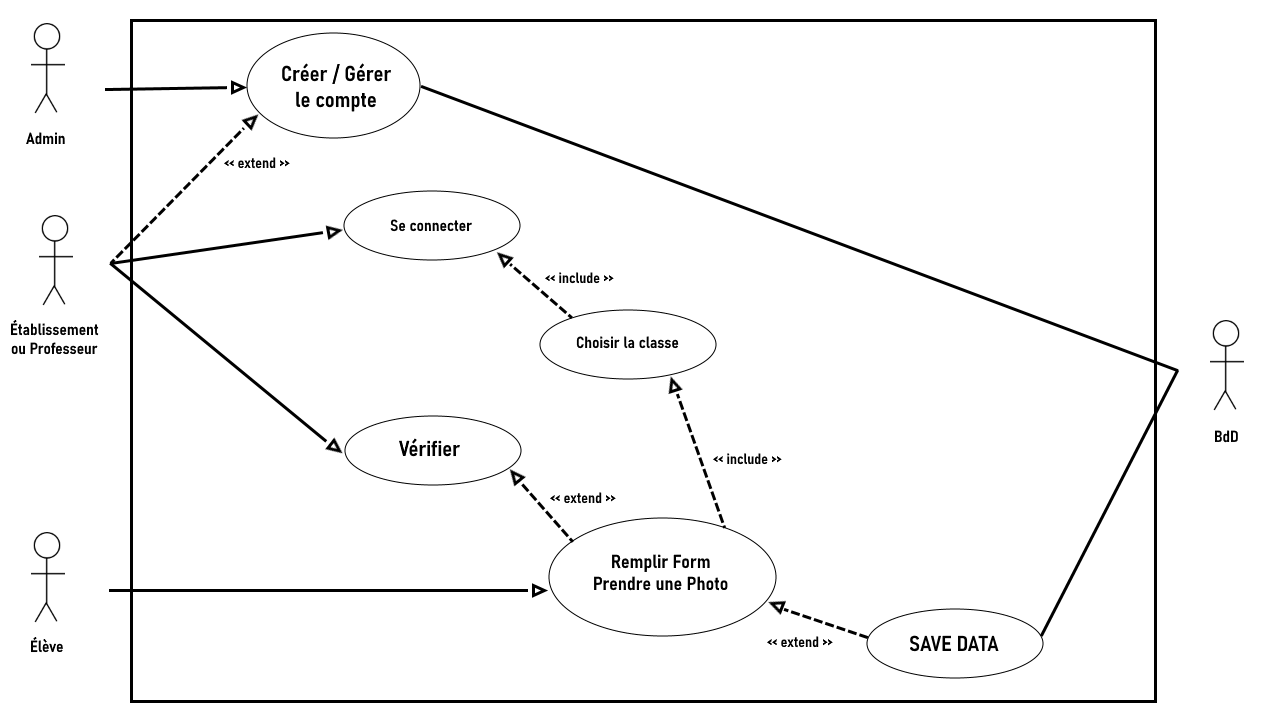 Créer / Gérer
le compte
Admin
<< extend >>
Se connecter
<< include >>
Établissement
ou Professeur
Choisir la classe
BdD
Vérifier
<< include >>
<< extend >>
Remplir Form
Prendre une Photo
Élève
<< extend >>
SAVE DATA